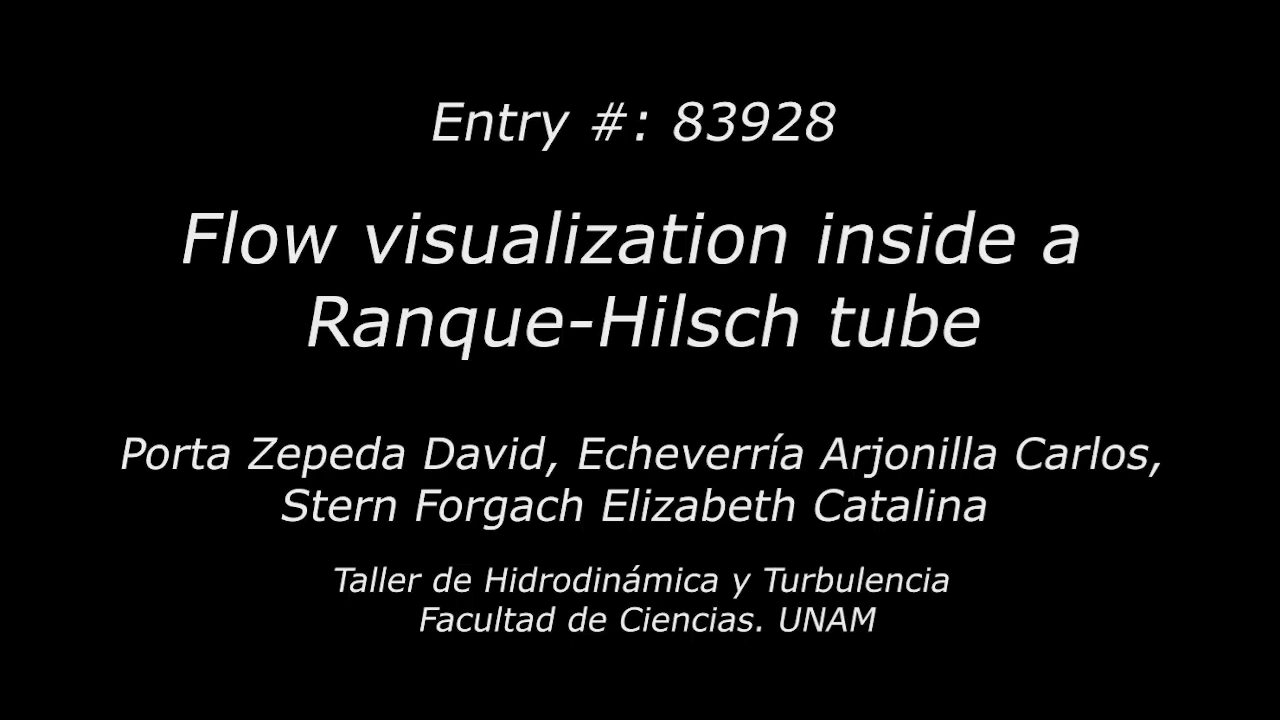 Entry #: 83928
Flow visualization inside a
Ranque-Hilsch tube
Porta Zepeda David, Echeverría Arjonilla Carlos,
Stern Forgach Elizabeth Catalina
Taller de Hidrodinámica y Turbulencia
Facultad de Ciencias. UNAM